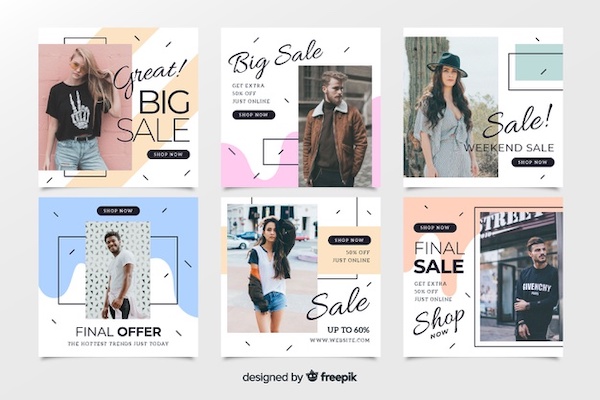 Great!
BIG
SALE
SHOP NOW
Big Sale
GET EXTRA
50% OFF
JUST ONLINE
SHOP NOW
Sale!
WEEKEND SALE
SHOP NOW
SHOP NOW
FINAL OFFER
THE HOTTEST TRENDS JUST TODAY
SHOP NOW
50% OFF
JUST ONLINE
Sale
UP TO 60%
WWW.WEBSITE.COM
SHOP NOW
FINAL
SALE
GET EXTRA
50% OFF
JUST ONLINE
Shop
NOW
STREET
GIVENCHY
PARIS
designed by freepik